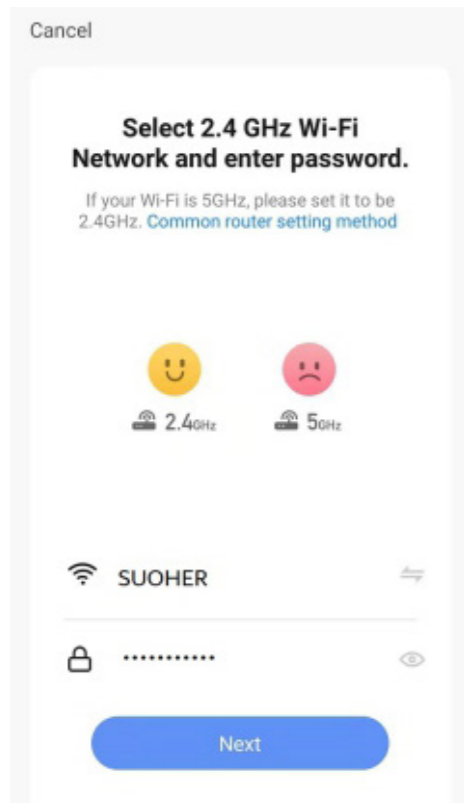 Cancel
Select 2.4 GHz Wi-Fi
Network and enter password.
If your Wi-Fi is 5GHz, please set it to be
2.4GHz. Common router setting method
2.4GHz 5GHz
SUOHER
•••••••••••
Next